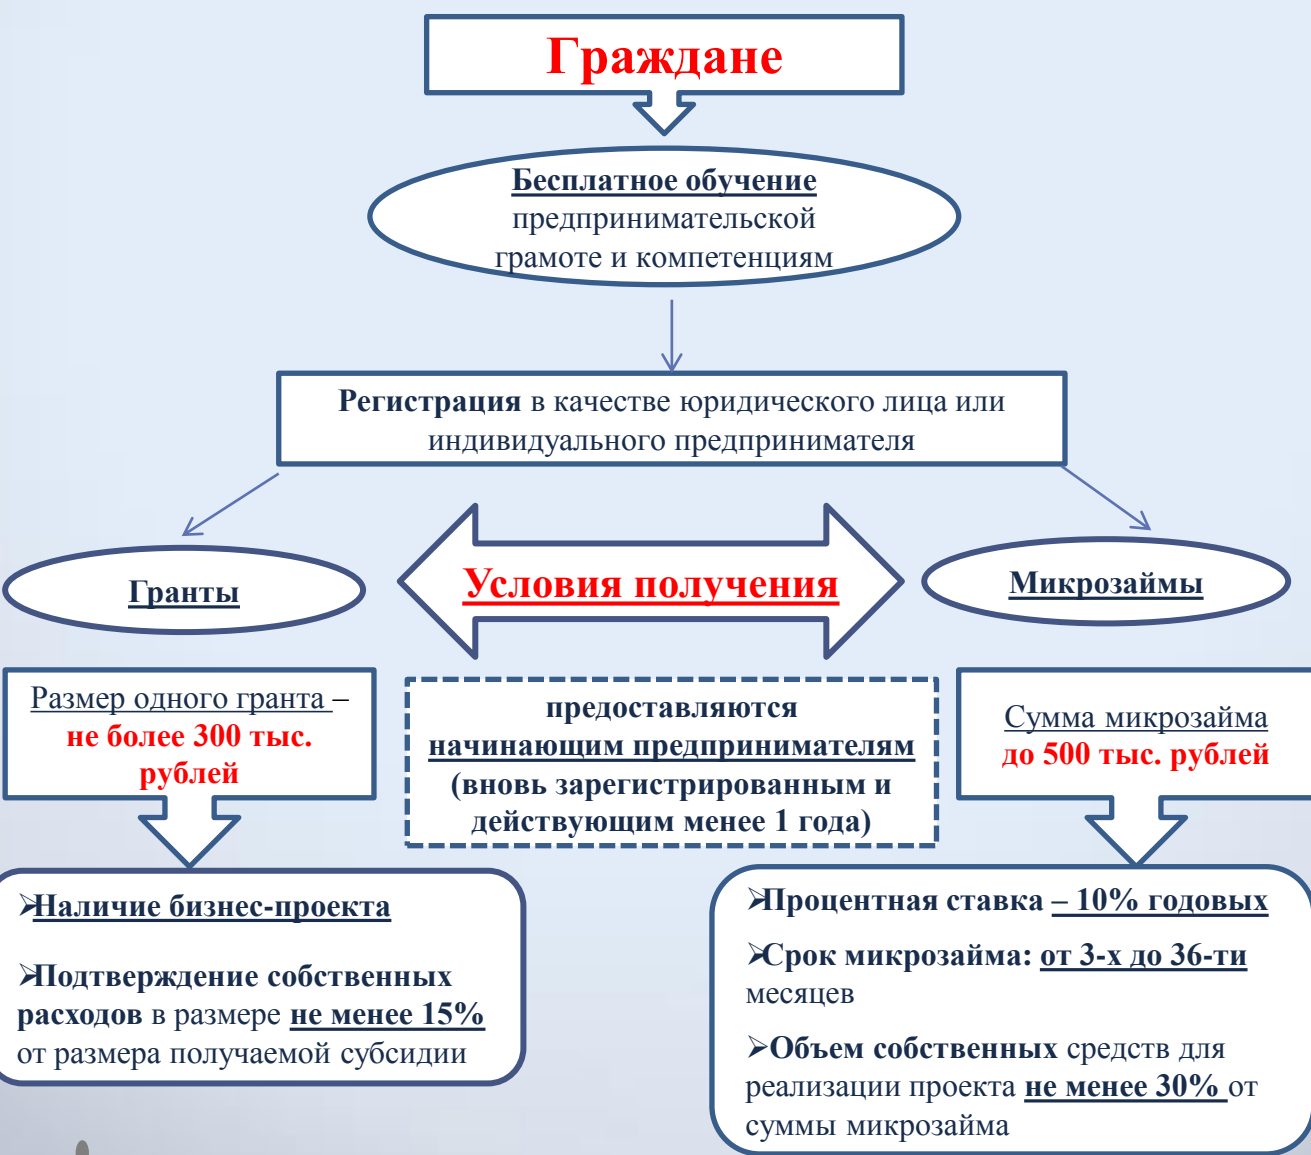 Граждане
Бесплатное обучение
предпринимательской
грамоте и компетенциям
Регистрация в качестве юридического лица или
индивидуального предпринимателя
Гранты
Условия получения
Микрозаймы
Размер одного гранта –
не более 300 тыс.
рублей
предоставляются
начинающим предпринимателям
(вновь зарегистрированным и
действующим менее 1 года)
Сумма микрозайма
до 500 тыс. рублей
➢Наличие бизнес-проекта
➢Подтверждение собственных
расходов в размере не менее 15%
от размера получаемой субсидии
➢Процентная ставка – 10% годовых
➢Срок микрозайма: от 3-х до 36-ти
месяцев
➢Объем собственных средств для
реализации проекта не менее 30% от
суммы микрозайма